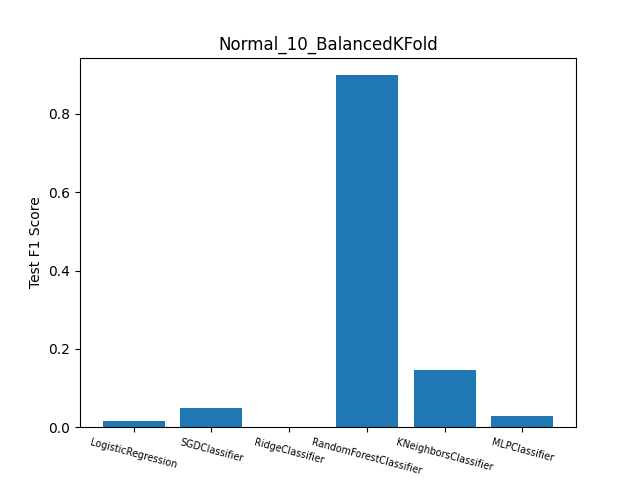 Normal_10_BalancedKFold
Test F1 Score
0.8
0.6
0.4
0.2
0.0
LogisticRegression
SGDClassifier
RidgeClassifier
RandomForestClassifier
KNeighborsClassifier
MLPClassifier